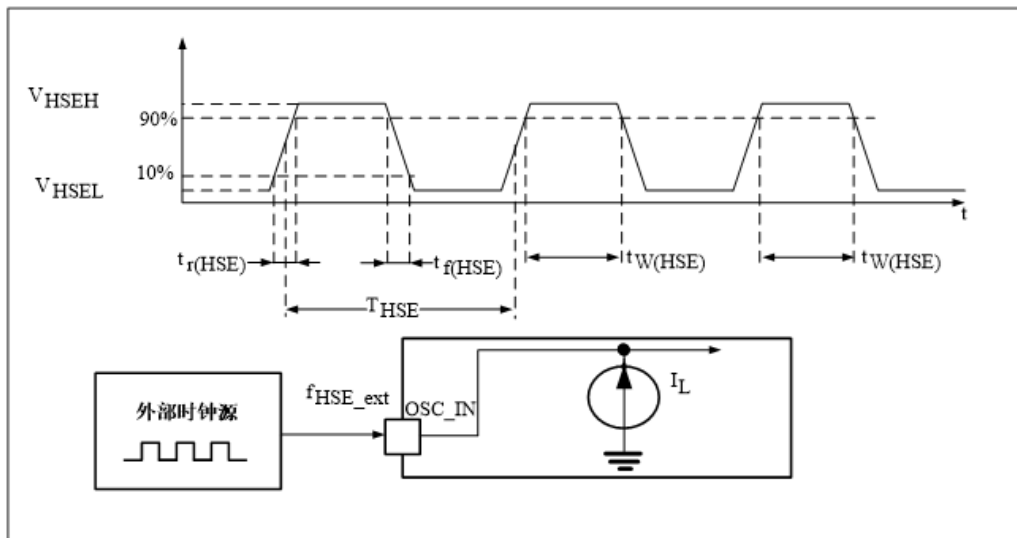 VHSEH
90%
10%
VHSEL
t
tr(HSE)
tf(HSE)
tW(HSE)
tW(HSE)
THSE
外部时钟源
fHSE_ext
OSC_IN
IL